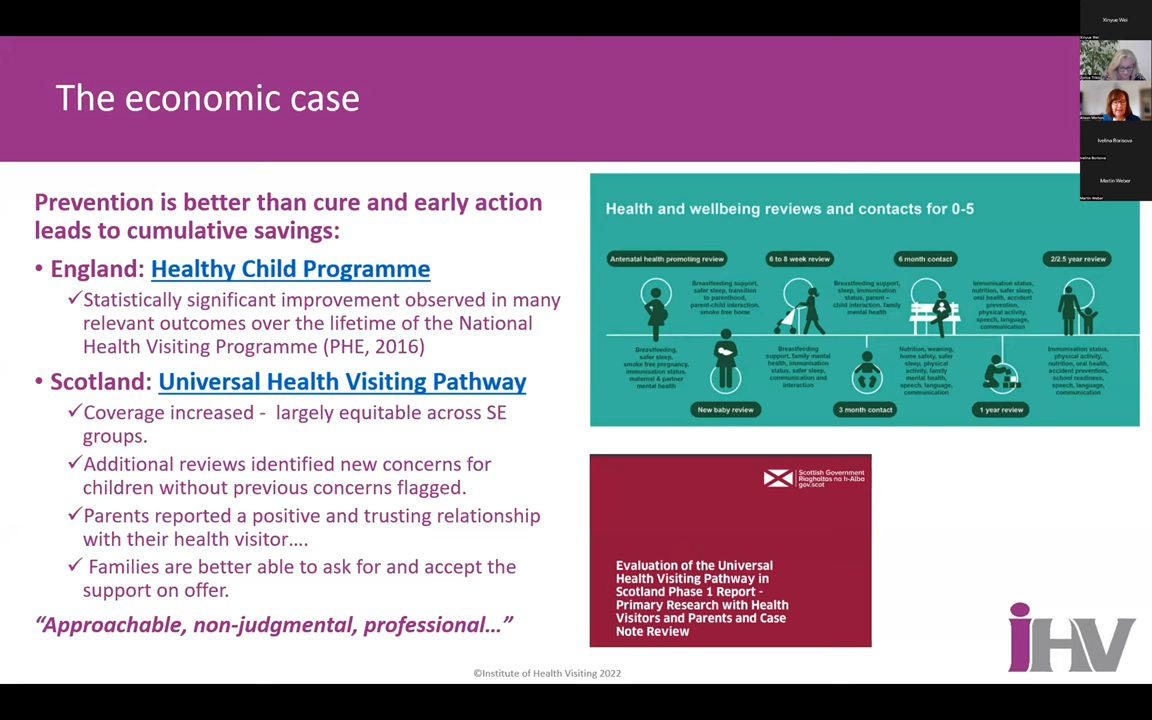 Xinyue Wei
Xinyue Wei
The economic case
Alison Morton
Ivelina Borisova
Ivelina Borisova
Martin Weber
Martin Weber
Prevention is better than cure and early action
leads to cumulative savings:
• England: Healthy Child Programme
✓Statistically significant improvement observed in many
relevant outcomes over the lifetime of the National
Health Visiting Programme (PHE, 2016)
• Scotland: Universal Health Visiting Pathway
✓Coverage increased - largely equitable across SE
groups.
✓Additional reviews identified new concerns for
children without previous concerns flagged.
✓Parents reported a positive and trusting relationship
with their health visitor….
✓ Families are better able to ask for and accept the
support on offer.
“Approachable, non-judgmental, professional…”
Health and wellbeing reviews and contacts for 0-5
Antenatal health promoting review
6 to 8 week review
6 month contact
2/2.5 year review
Breastfeeding support,
safer sleep, transition
to parenthood,
parent-child interaction,
smoke free home
Breastfeeding support,
sleep, immunisation
status, parent –
child interaction, family
mental health
Immunisation status,
nutrition, safer sleep,
oral health, accident
prevention,
physical activity,
speech, language,
communication
Breastfeeding,
safer sleep,
smoke free pregnancy,
immunisation status,
maternal & partner
mental health
Breastfeeding
support, family mental
health, immunisation
status, safer sleep,
communication and
interaction
Nutrition, weaning,
home safety, safer
sleep, physical
activity, family
mental health,
speech, language,
communication
Immunisation status,
physical activity,
nutrition, oral health,
accident prevention,
school readiness,
speech, language,
communication
New baby review
3 month contact
1 year review
Scottish Government
Riaghaltas na h-Alba
gov.scot
Evaluation of the Universal
Health Visiting Pathway in
Scotland Phase 1 Report -
Primary Research with Health
Visitors and Parents and Case
Note Review
iHV
©Institute of Health Visiting 2022